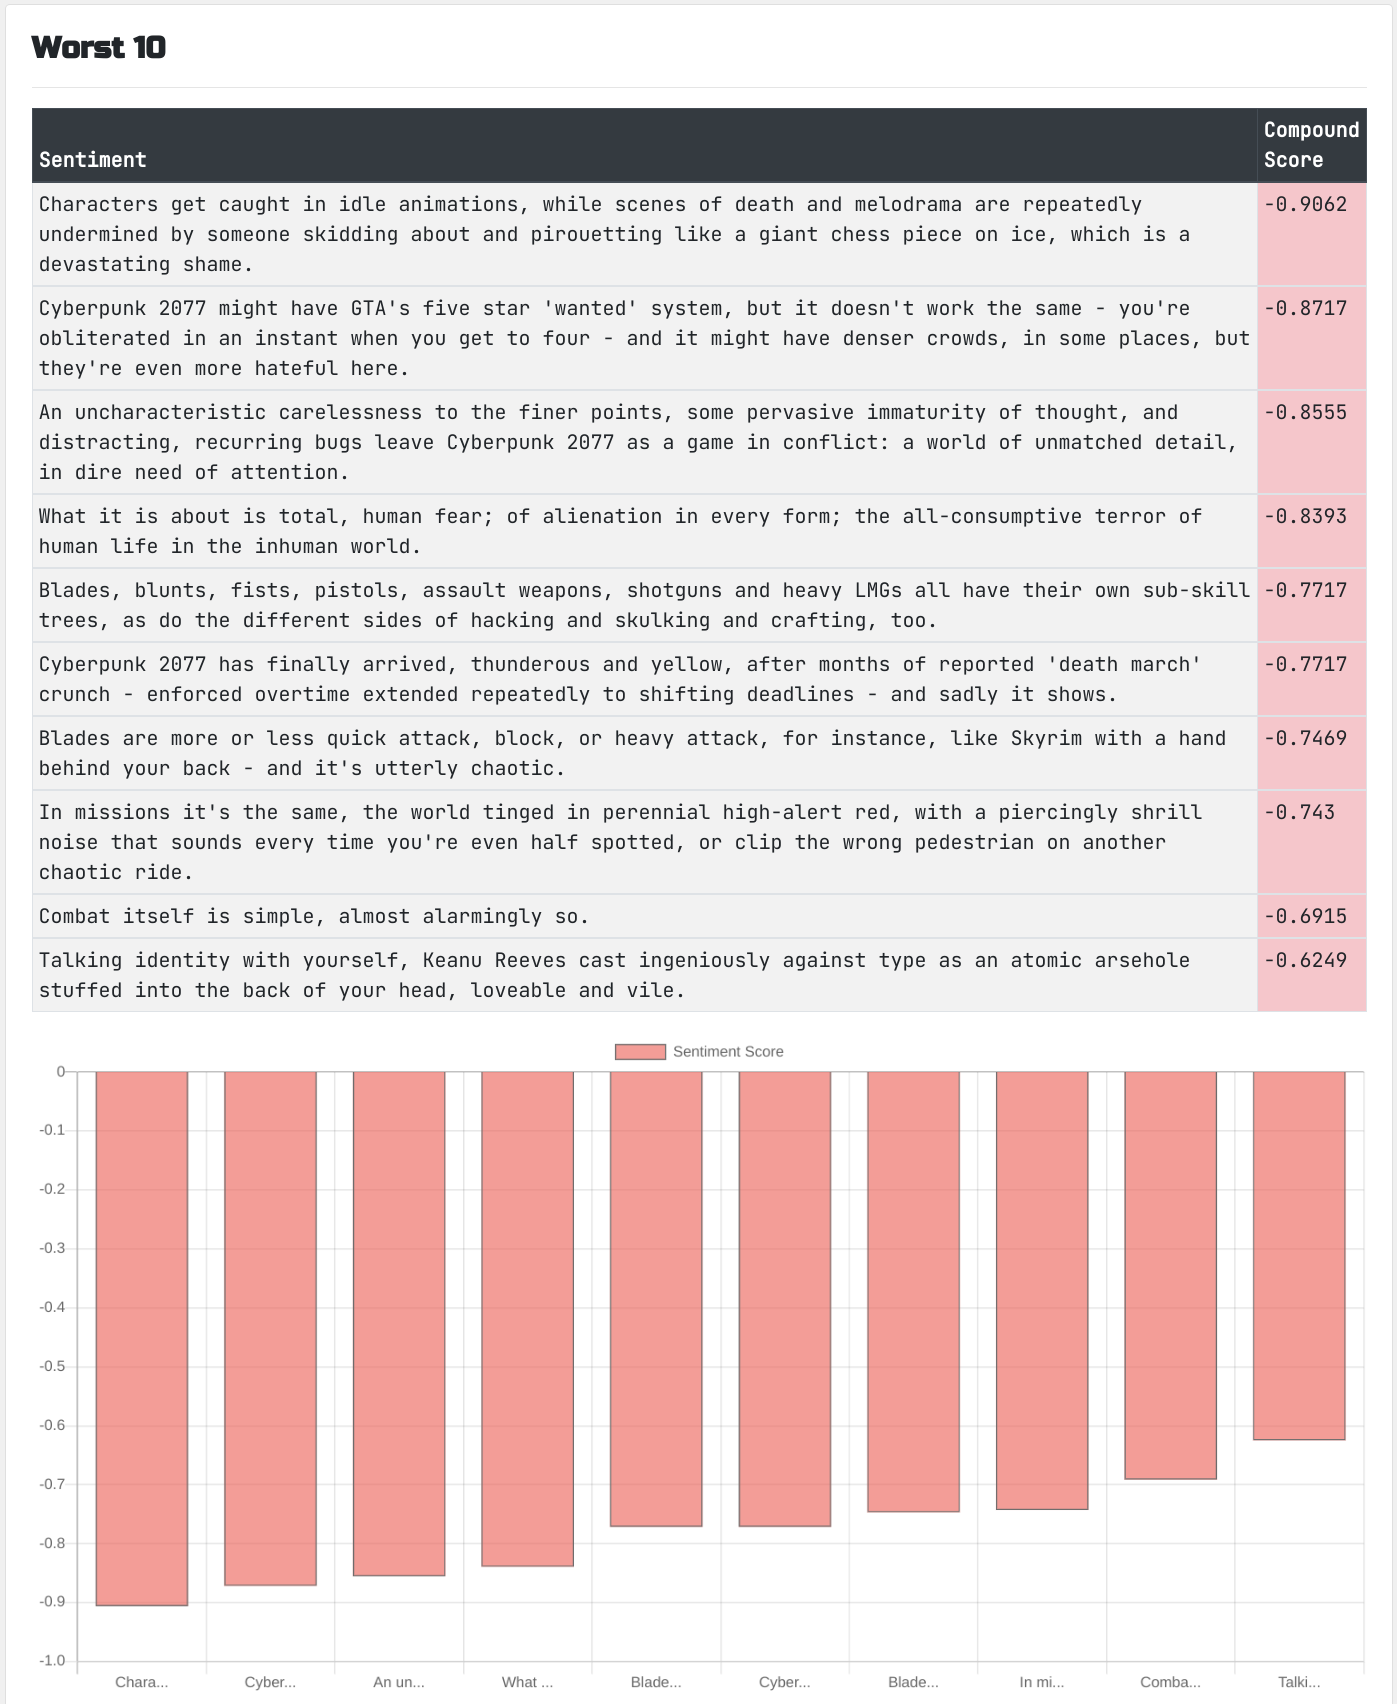 Worst 10
Compound
Sentiment Score
Characters get caught in idle animations, while scenes of death and melodrama are repeatedly -0.9062
undermined by someone skidding about and pirouetting like a giant chess piece on ice, which is a
devastating shame.
Cyberpunk 2077 might have GTA's five star 'wanted' system, but it doesn't work the same - you're -0.8717
obliterated in an instant when you get to four - and it might have denser crowds, in some places, but
they're even more hateful here.
An uncharacteristic carelessness to the finer points, some pervasive immaturity of thought, and -0.8555
distracting, recurring bugs leave Cyberpunk 2077 as a game in conflict: a world of unmatched detail,
in dire need of attention.
What it is about is total, human fear; of alienation in every form; the all-consumptive terror of -0.8393
human life in the inhuman world.
Blades, blunts, fists, pistols, assault weapons, shotguns and heavy LMGs all have their own sub-skill -0.7717
trees, as do the different sides of hacking and skulking and crafting, too.
Cyberpunk 2077 has finally arrived, thunderous and yellow, after months of reported 'death march' -0.7717
crunch - enforced overtime extended repeatedly to shifting deadlines - and sadly it shows.
Blades are more or less quick attack, block, or heavy attack, for instance, like Skyrim with a hand -0.7469
behind your back - and it's utterly chaotic.
In missions it's the same, the world tinged in perennial high-alert red, with a piercingly shrill -0.743
noise that sounds every time you're even half spotted, or clip the wrong pedestrian on another
chaotic ride.
Combat itself is simple, almost alarmingly so. -0.6915
Talking identity with yourself, Keanu Reeves cast ingeniously against type as an atomic arsehole -0.6249
stuffed into the back of your head, loveable and vile.
Sentiment Score
0
-0.1
-0.2
-0.3
-0.4
-0.5
-0.6
-0.7
-0.8
-0.9
-1.0
Chara... Cyber... An un... What ... Blade... Cyber... Blade... In mi... Comba... Talki...